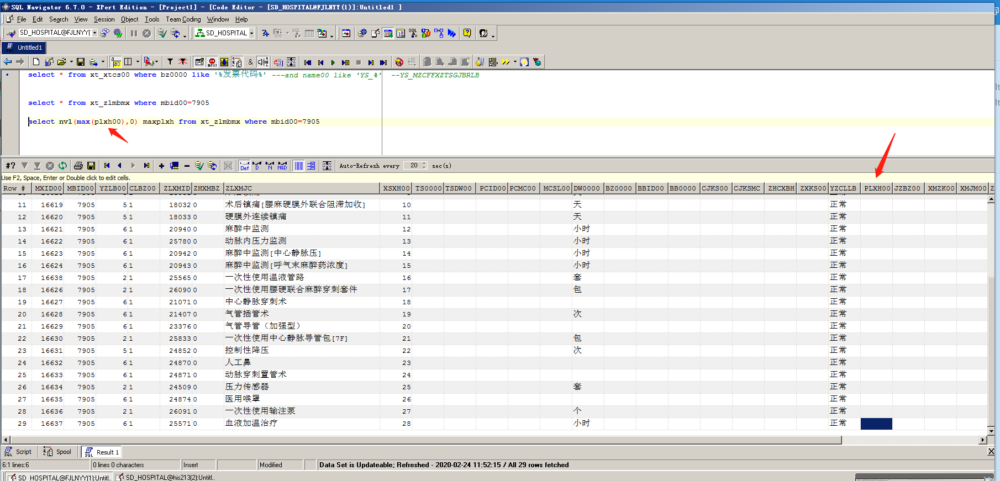 SQL Navigator 6.7.0 - XPert Edition - [Project1] - [Code Editor - [SD_HOSPITAL@FJLNYY(1)]:Untitled1 ]
File Edit Search View Session Object Tools Team Coding Window Help
SD_HOSPITAL@FJLNYY(' SD_HOSPITAL
Untitled1
select * from xt_xtcs00 where bz0000 like '%发票代码%' ---and name00 like 'YS_%' --YS_MZCFFXZTSGJBRLB
select * from xt_zlmbmx where mbid00=7905
select nvl(max(plxh00),0) maxplxh from xt_zlmbmx where mbid00=7905
#? Def D N N&D Auto-Refresh every 20 sec(s)
Use F2, Space, Enter or Double click to edit cells.
Row # MXID00 MBID00 YZLB00 CLBZ00 ZLXMID ZHXMBZ ZLXMJC XSXH00 TS0000 TSDW00 PCID00 PCMC00 MCSL00 DW0000 BZ0000 BBID00 BB0000 CJKS00 CJKSMC ZHCXBH ZXKS00 YZCLLB PLXH00 JZBZ00 XMZK00 XMJM00 Z
11 16619 7905 5 1 18032 0 术后镇痛[腰麻硬膜外联合阻滞加收] 10 天 正常
12 16620 7905 5 1 18033 0 硬膜外连续镇痛 11 天 正常
13 16621 7905 6 1 20940 0 麻醉中监测 12 小时 正常
14 16622 7905 6 1 25780 0 动脉内压力监测 13 小时 正常
15 16623 7905 6 1 20942 0 麻醉中监测[中心静脉压] 14 小时 正常
16 16624 7905 6 1 20943 0 麻醉中监测[呼气末麻醉药浓度] 15 小时 正常
17 16638 7905 2 1 25565 0 一次性使用温液管路 16 套 正常
18 16626 7905 2 1 26090 0 一次性使用腰硬联合麻醉穿刺套件 17 包 正常
19 16627 7905 6 1 21071 0 中心静脉穿刺术 18 正常
20 16628 7905 6 1 21407 0 气管插管术 19 次 正常
21 16629 7905 6 1 23376 0 气管导管（加强型） 20 正常
22 16630 7905 2 1 25833 0 一次性使用中心静脉导管包[7F] 21 包 正常
23 16631 7905 5 1 24852 0 控制性降压 22 次 正常
24 16632 7905 6 1 24870 0 人工鼻 23 正常
25 16633 7905 6 1 24871 0 动脉穿刺置管术 24 正常
26 16634 7905 2 1 24509 0 压力传感器 25 套 正常
27 16635 7905 6 1 24874 0 医用喉罩 26 正常
28 16636 7905 2 1 26091 0 一次性使用输注泵 27 个 正常
29 16637 7905 6 1 25571 0 血液加温治疗 28 小时 正常
Script Spool Result 1
6:1 lines:6 0 lines 0 characters Insert Modified Data Set is Updateable; Refreshed - 2020-02-24 11:52:15 / All 29 rows fetched
SD_HOSPITAL@FJLNYY(1):Untitl.. SD_HOSPITAL@his213(2):Untitl..